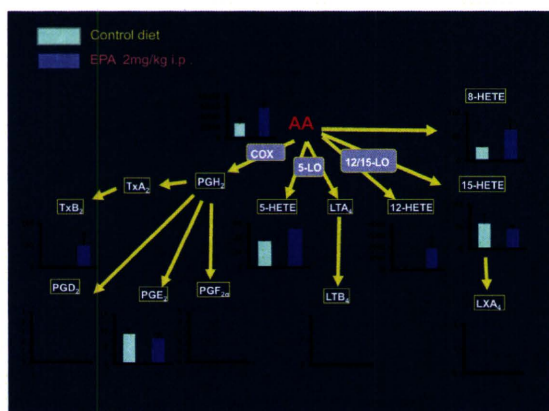 Control diet
EPA 2mg/kg i.p.
8-HETE
AA
COX
5-LO
12/15-LO
TxA2
PGH2
15-HETE
TxB2
5-HETE
LTA4
12-HETE
PGD2
PGE2
PGF2α
LTB4
LXA4